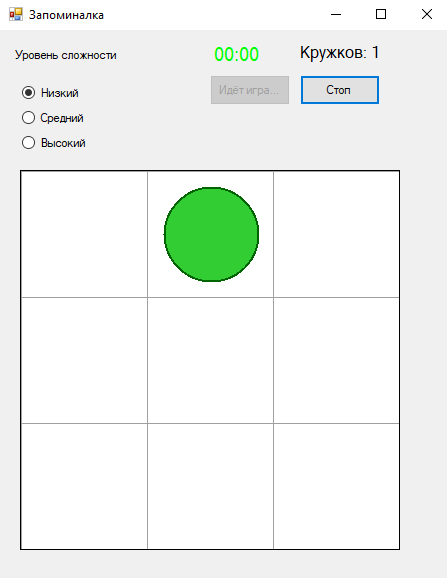 Запоминалка
Уровень сложности
00:00
Кружков: 1
Низкий
Идёт игра...
Стоп
Средний
Высокий